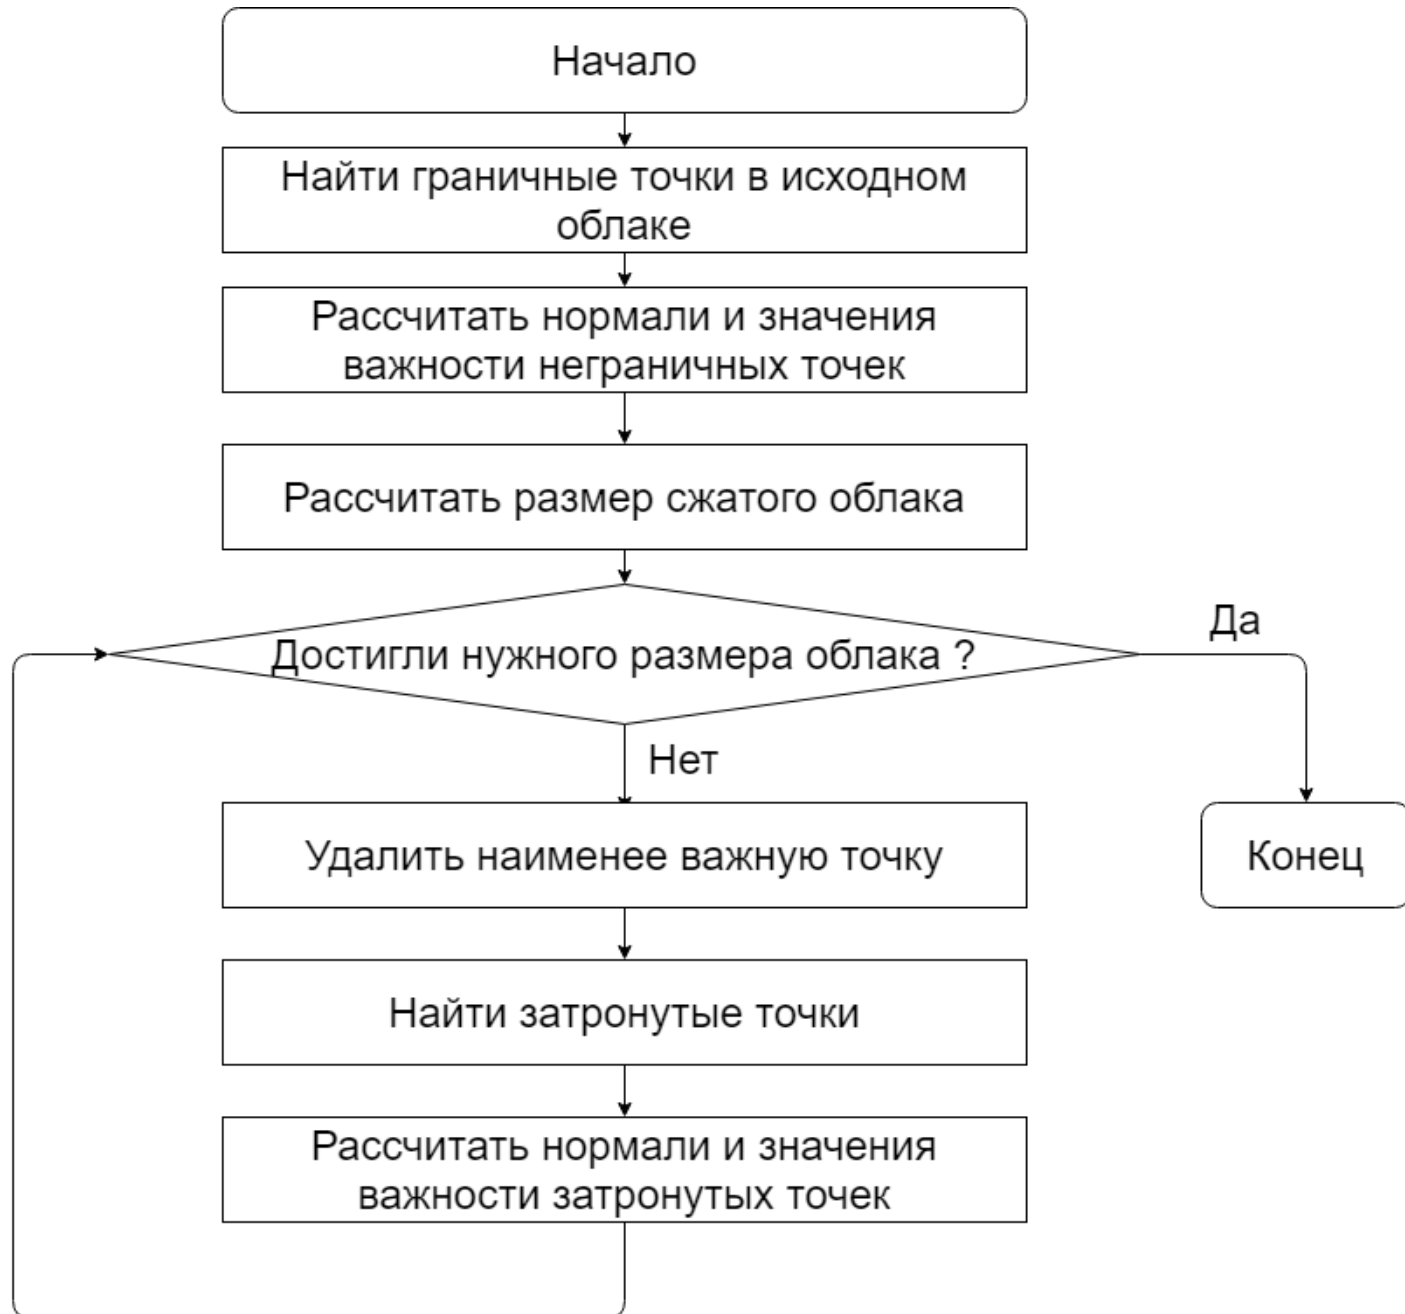 Начало
Найти граничные точки в исходном
облаке
Рассчитать нормали и значения
важности неграничных точек
Рассчитать размер сжатого облака
Достигли нужного размера облака ?
Да
Нет
Удалить наименее важную точку
Конец
Найти затронутые точки
Рассчитать нормали и значения
важности затронутых точек